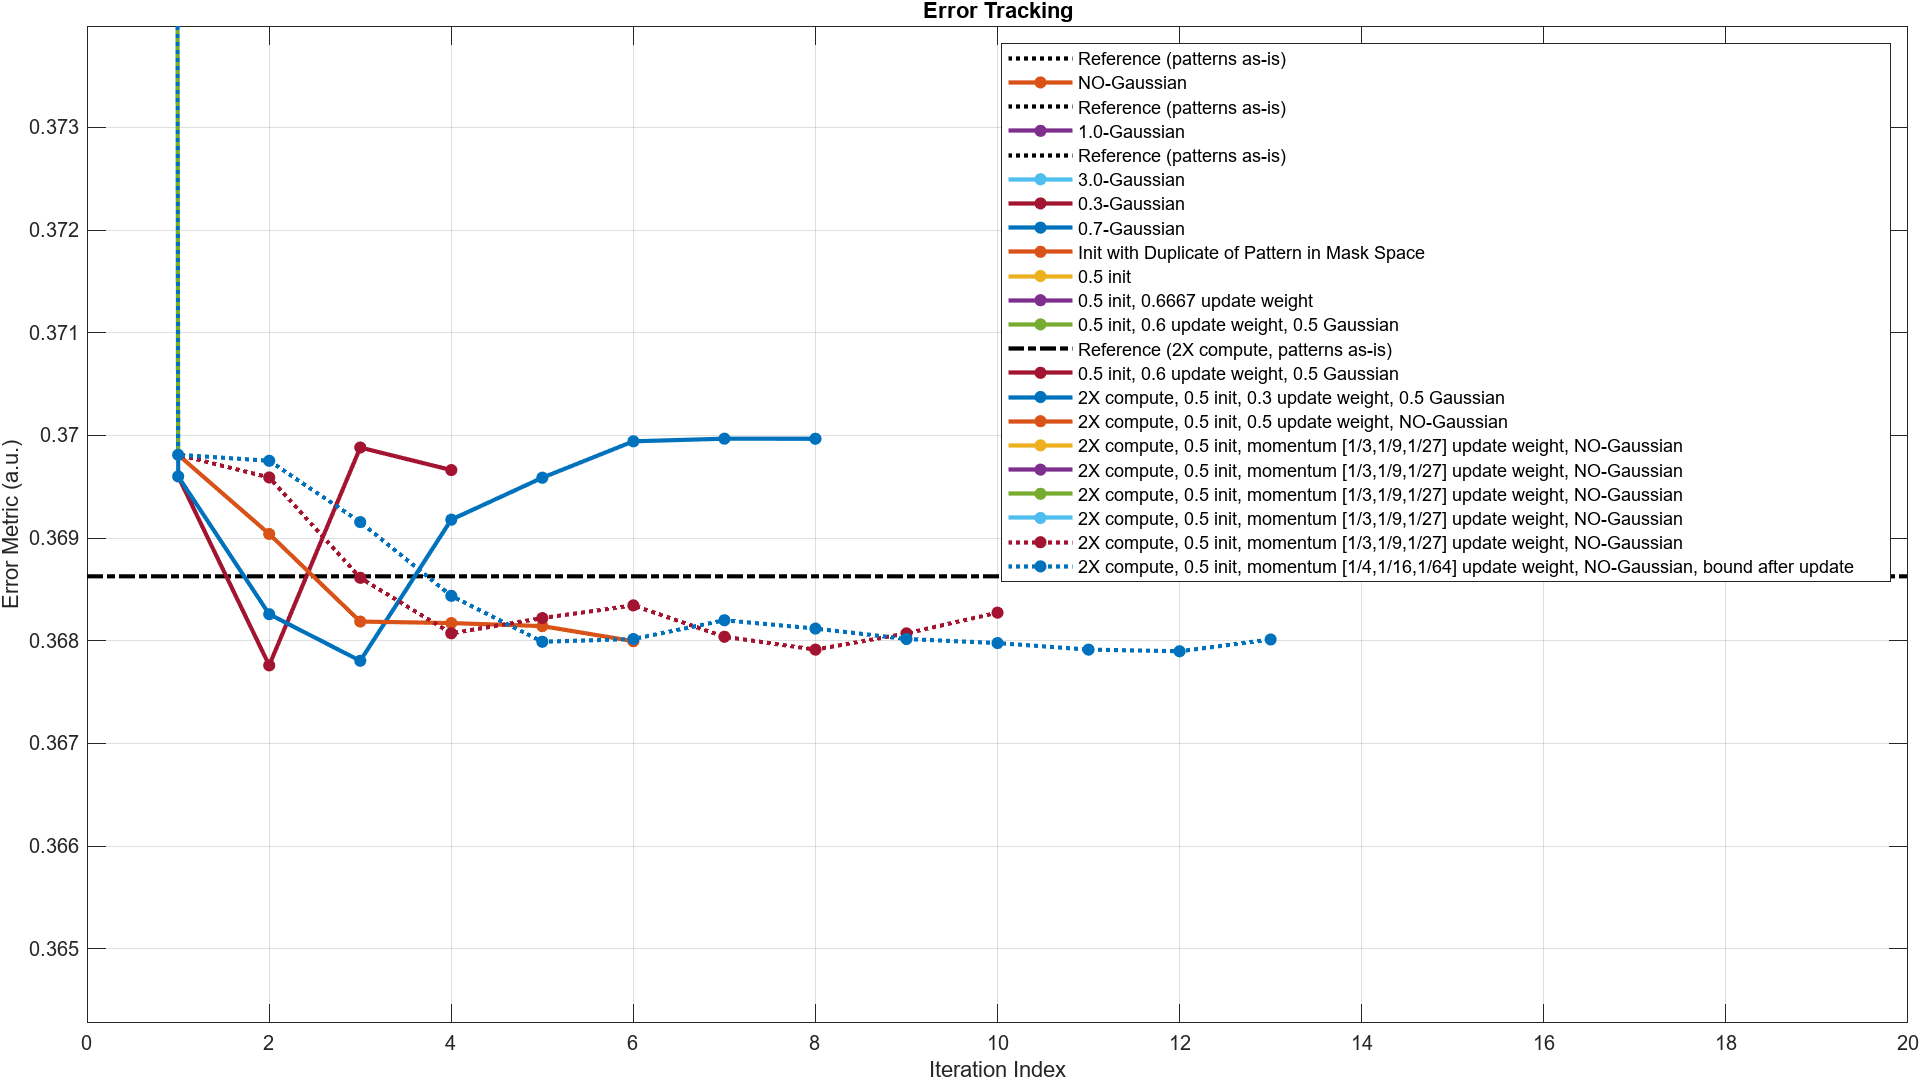 Error Tracking
Error Metric (a.u.)
0.373
0.372
0.371
0.37
0.369
0.368
0.367
0.366
0.365
Reference (patterns as-is)
NO-Gaussian
Reference (patterns as-is)
1.0-Gaussian
Reference (patterns as-is)
3.0-Gaussian
0.3-Gaussian
0.7-Gaussian
Init with Duplicate of Pattern in Mask Space
0.5 init
0.5 init, 0.6667 update weight
0.5 init, 0.6 update weight, 0.5 Gaussian
Reference (2X compute, patterns as-is)
0.5 init, 0.6 update weight, 0.5 Gaussian
2X compute, 0.5 init, 0.3 update weight, 0.5 Gaussian
2X compute, 0.5 init, 0.5 update weight, NO-Gaussian
2X compute, 0.5 init, momentum [1/3,1/9,1/27] update weight, NO-Gaussian
2X compute, 0.5 init, momentum [1/3,1/9,1/27] update weight, NO-Gaussian
2X compute, 0.5 init, momentum [1/3,1/9,1/27] update weight, NO-Gaussian
2X compute, 0.5 init, momentum [1/3,1/9,1/27] update weight, NO-Gaussian
2X compute, 0.5 init, momentum [1/3,1/9,1/27] update weight, NO-Gaussian
2X compute, 0.5 init, momentum [1/4,1/16,1/64] update weight, NO-Gaussian, bound after update
0 2 4 6 8 10 12 14 16 18 20
Iteration Index